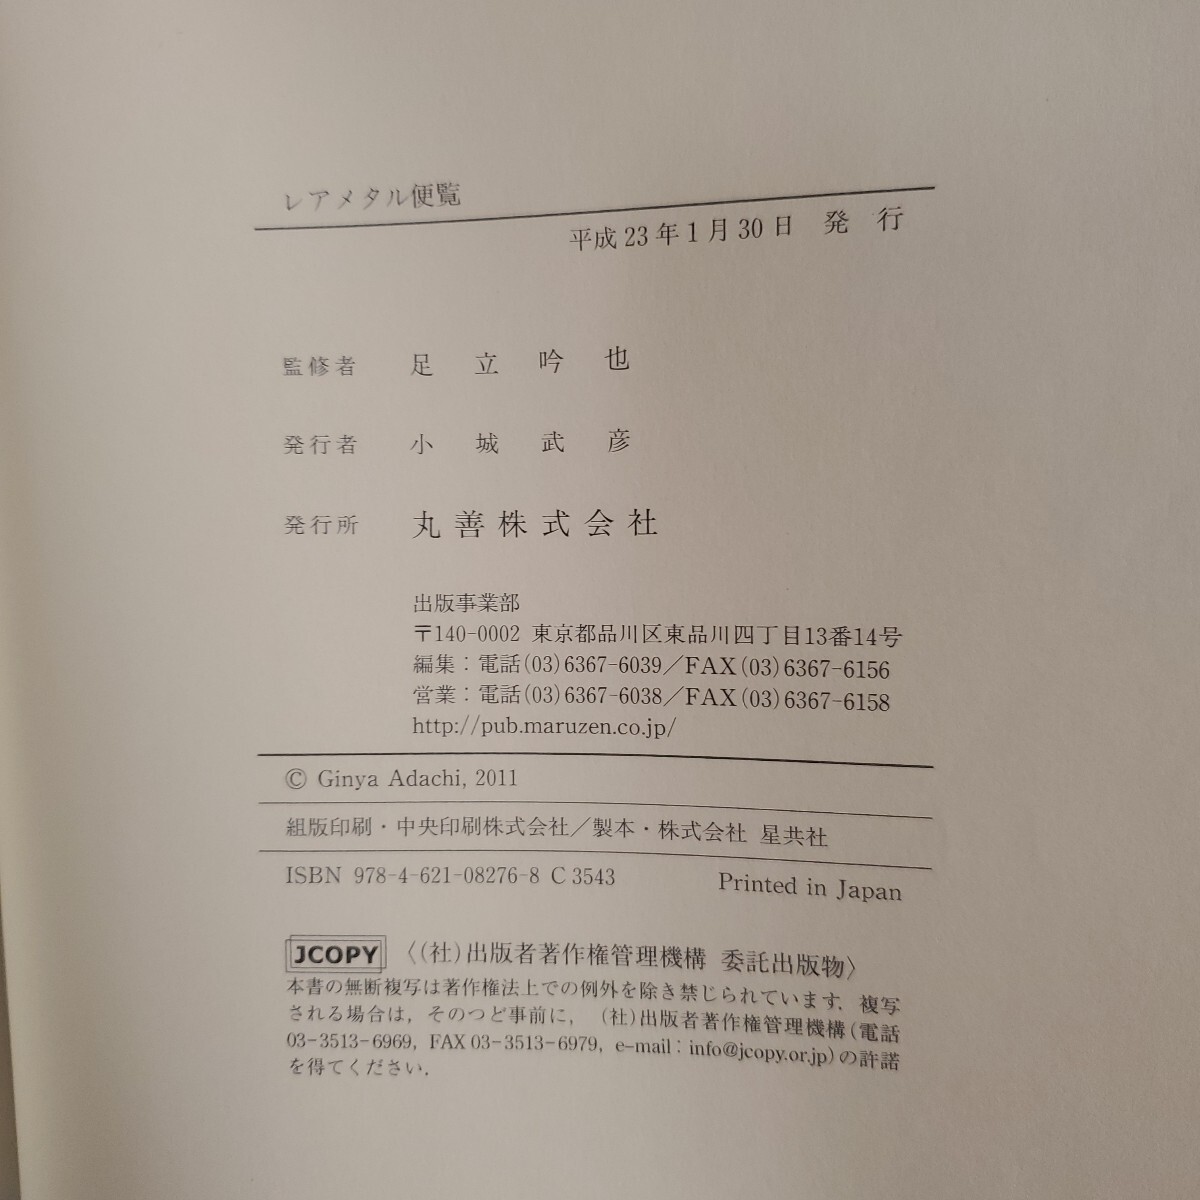 レアメタル便覧
平成23年1月30日 発 行
監修者 足 立 吟 也
発行者 小 城 武 彦
発行所 丸善株式会社
出版事業部
〒140-0002 東京都品川区東品川四丁目13番14号
編集：電話(03)6367-6039／FAX(03)6367-6156
営業：電話(03)6367-6038／FAX(03)6367-6158
http://pub.maruzen.co.jp/
© Ginya Adachi, 2011
組版印刷・中央印刷株式会社／製本・株式会社 星共社
ISBN 978-4-621-08276-8 C 3543 Printed in Japan
JCOPY 〈(社)出版者著作権管理機構 委託出版物〉
本書の無断複写は著作権法上での例外を除き禁じられています．複写
される場合は，そのつど事前に，(社)出版者著作権管理機構(電話
03-3513-6969, FAX 03-3513-6979, e-mail：info@jcopy.or.jp)の許諾
を得てください．